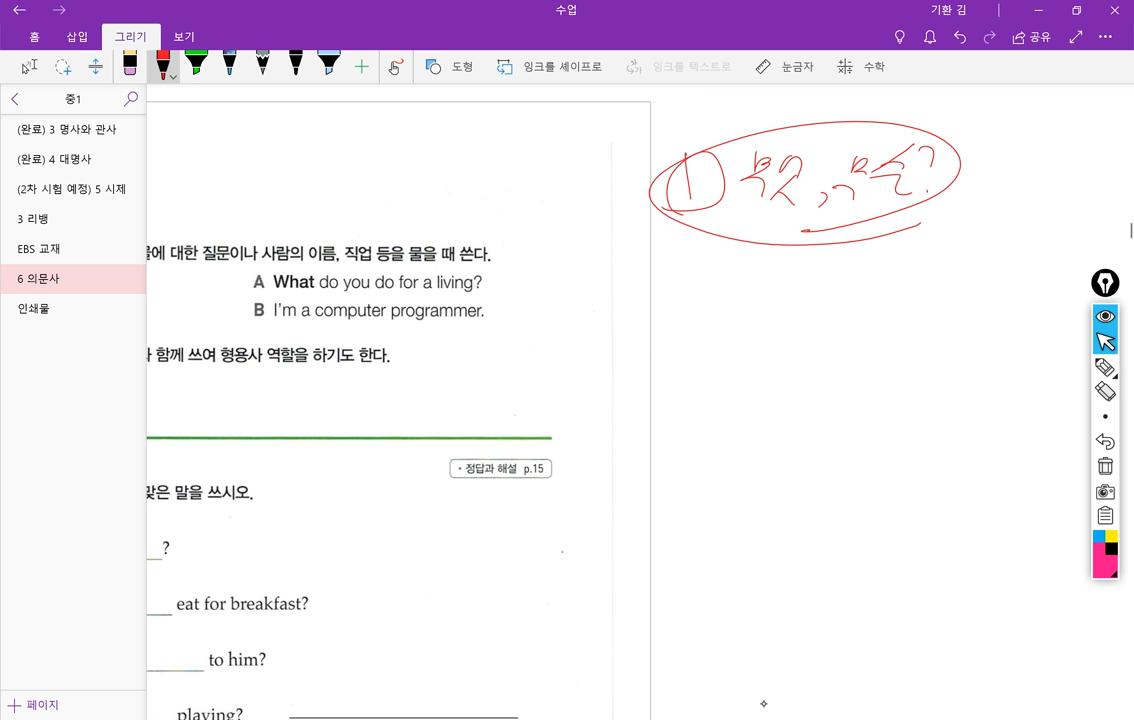 수업
기환 김
홈 삽입 그리기 보기
공유
도형 잉크를 셰이프로 잉크를 텍스트로 눈금자 수학
중1
(완료) 3 명사와 관사
(완료) 4 대명사
(2차 시험 예정) 5 시제
3 리뱅
EBS 교재
6 의문사
인쇄물
페이지
① 무엇, 무슨?
물에 대한 질문이나 사람의 이름, 직업 등을 물을 때 쓴다.
A What do you do for a living?
B I'm a computer programmer.
함께 쓰여 형용사 역할을 하기도 한다.
• 정답과 해설 p.15
맞은 말을 쓰시오.
?
eat for breakfast?
to him?
playing?